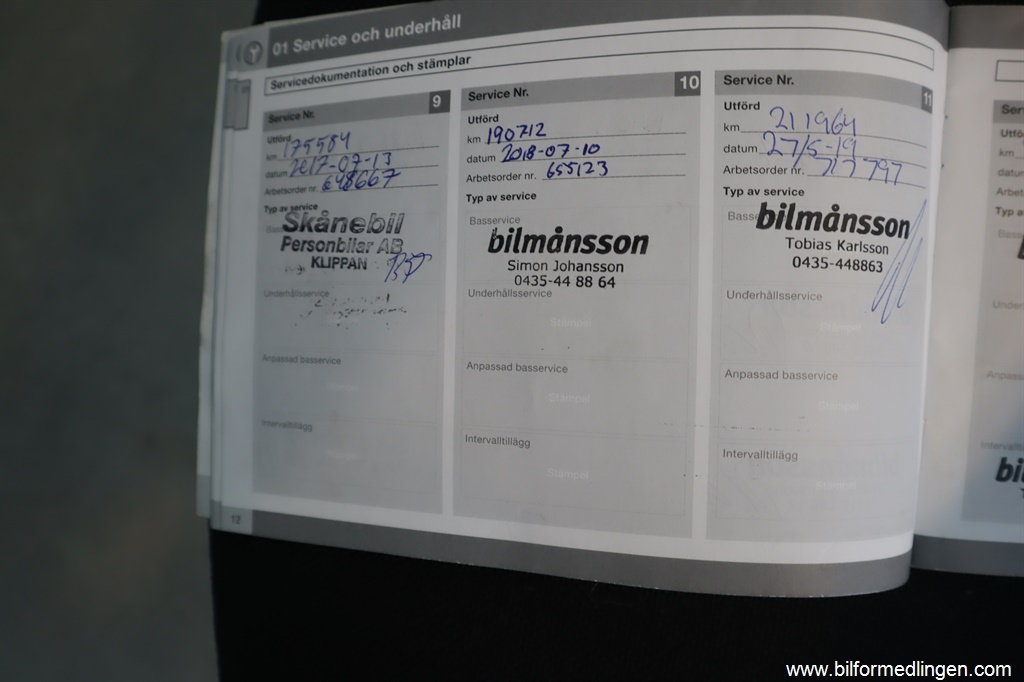 01 Service och underhåll
Servicedokumentation och stämplar
Service Nr. 9
Utförd
km 175584
datum 2017-07-13
Arbetsorder nr. 648667
Typ av service
Skånebil
Personbilar AB
KLIPPAN
Underhållsservice
Anpassad basservice
Intervalltillägg
12
Service Nr. 10
Utförd
km 190712
datum 2018-07-10
Arbetsorder nr. 655123
Typ av service
Basservice
bilmånsson
Simon Johansson
0435-44 88 64
Underhållsservice
Stämpel
Anpassad basservice
Stämpel
Intervalltillägg
Stämpel
Service Nr. 11
Utförd
km 211964
datum 27/5-19
Arbetsorder nr. 717797
Typ av service
bilmånsson
Tobias Karlsson
0435-448863
Underhållsservice
Stämpel
Anpassad basservice
Stämpel
Intervalltillägg
Stämpel
www.bilformedlingen.com